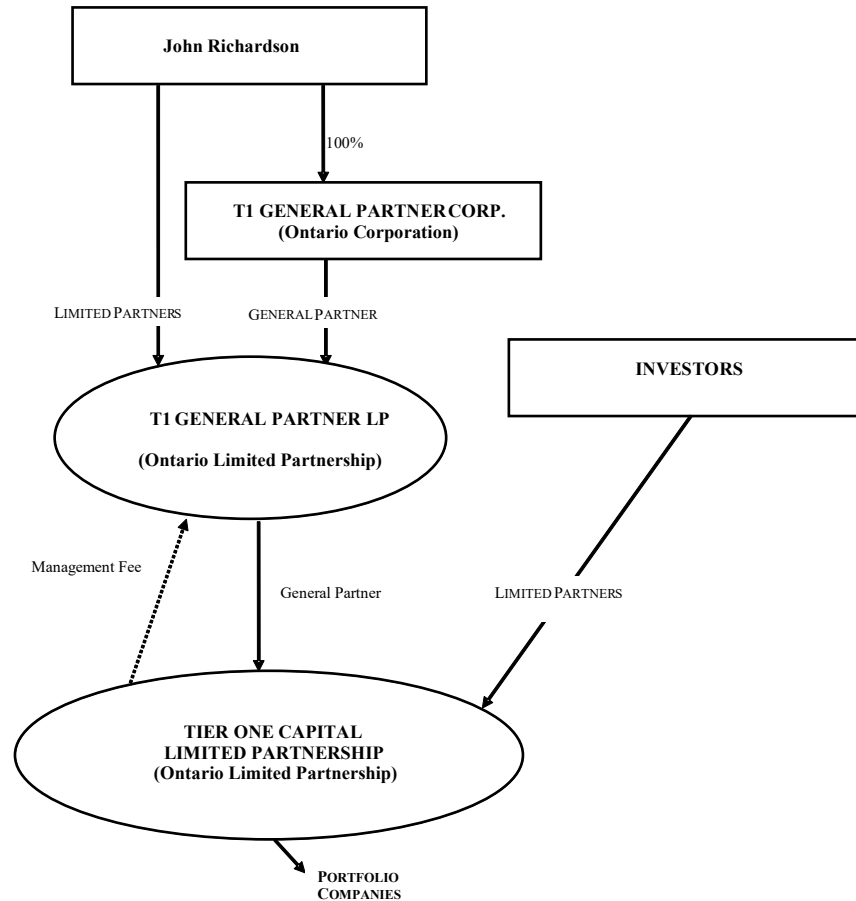 John Richardson
100%
T1 GENERAL PARTNER CORP.
(Ontario Corporation)
LIMITED PARTNERS
GENERAL PARTNER
INVESTORS
T1 GENERAL PARTNER LP
(Ontario Limited Partnership)
Management Fee
General Partner
LIMITED PARTNERS
TIER ONE CAPITAL
LIMITED PARTNERSHIP
(Ontario Limited Partnership)
PORTFOLIO
COMPANIES